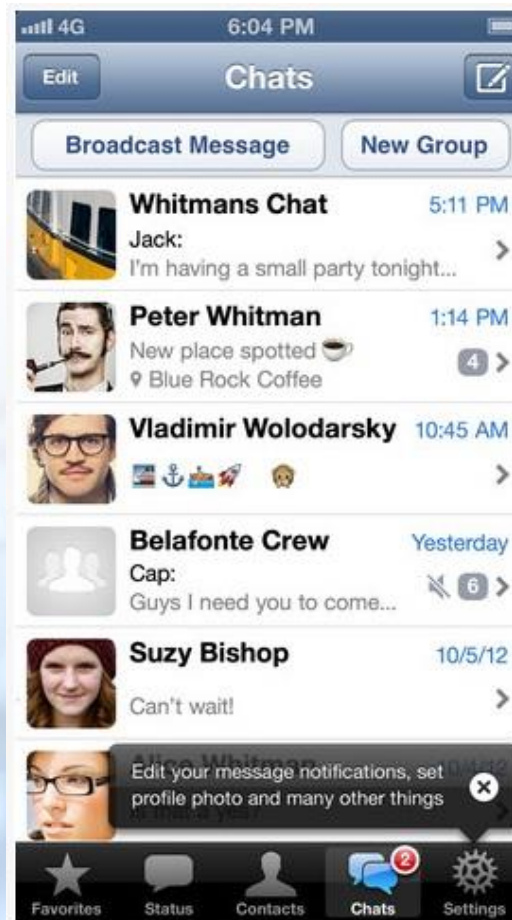 4G 6:04 PM
Edit Chats
Broadcast Message New Group
Whitmans Chat 5:11 PM
Jack:
I'm having a small party tonight...
Peter Whitman 1:14 PM
New place spotted ☕
Blue Rock Coffee 4
Vladimir Wolodarsky 10:45 AM
Belafonte Crew Yesterday
Cap: 6
Guys I need you to come...
Suzy Bishop 10/5/12
Can't wait!
Alice Whitman
Edit your message notifications, set
profile photo and many other things
2
Favorites Status Contacts Chats Settings